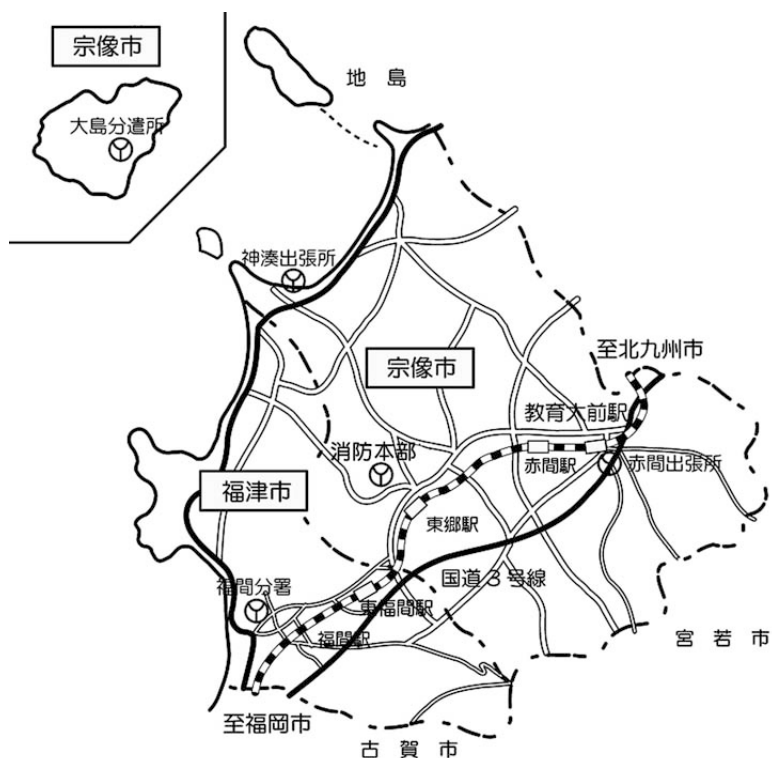 宗像市
大島分遣所
地島
神湊出張所
宗像市
至北九州市
教育大前駅
消防本部
赤間駅
赤間出張所
福津市
東郷駅
国道3号線
福間分署
東福間駅
福間駅
宮若市
至福岡市
古賀市